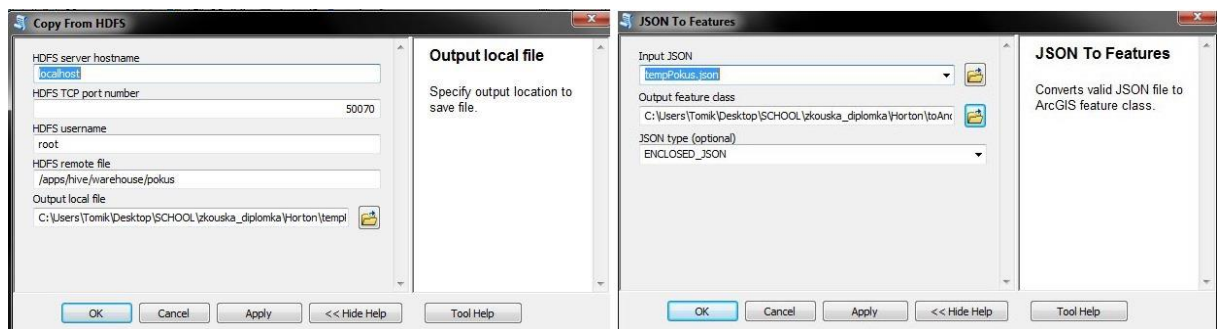 Copy From HDFS
HDFS server hostname
localhost
HDFS TCP port number
50070
HDFS username
root
HDFS remote file
/apps/hive/warehouse/pokus
Output local file
C:\Users\Tomik\Desktop\SCHOOL\zkouska_diplomka\Horton\templ
OK
Cancel
Apply
<< Hide Help
Output local file
Specify output location to
save file.
Tool Help
JSON To Features
Input JSON
tempPokus.json
Output feature class
C:\Users\Tomik\Desktop\SCHOOL\zkouska_diplomka\Horton\toAnc
JSON type (optional)
ENCLOSED_JSON
OK
Cancel
Apply
<< Hide Help
JSON To Features
Converts valid JSON file to
ArcGIS feature class.
Tool Help